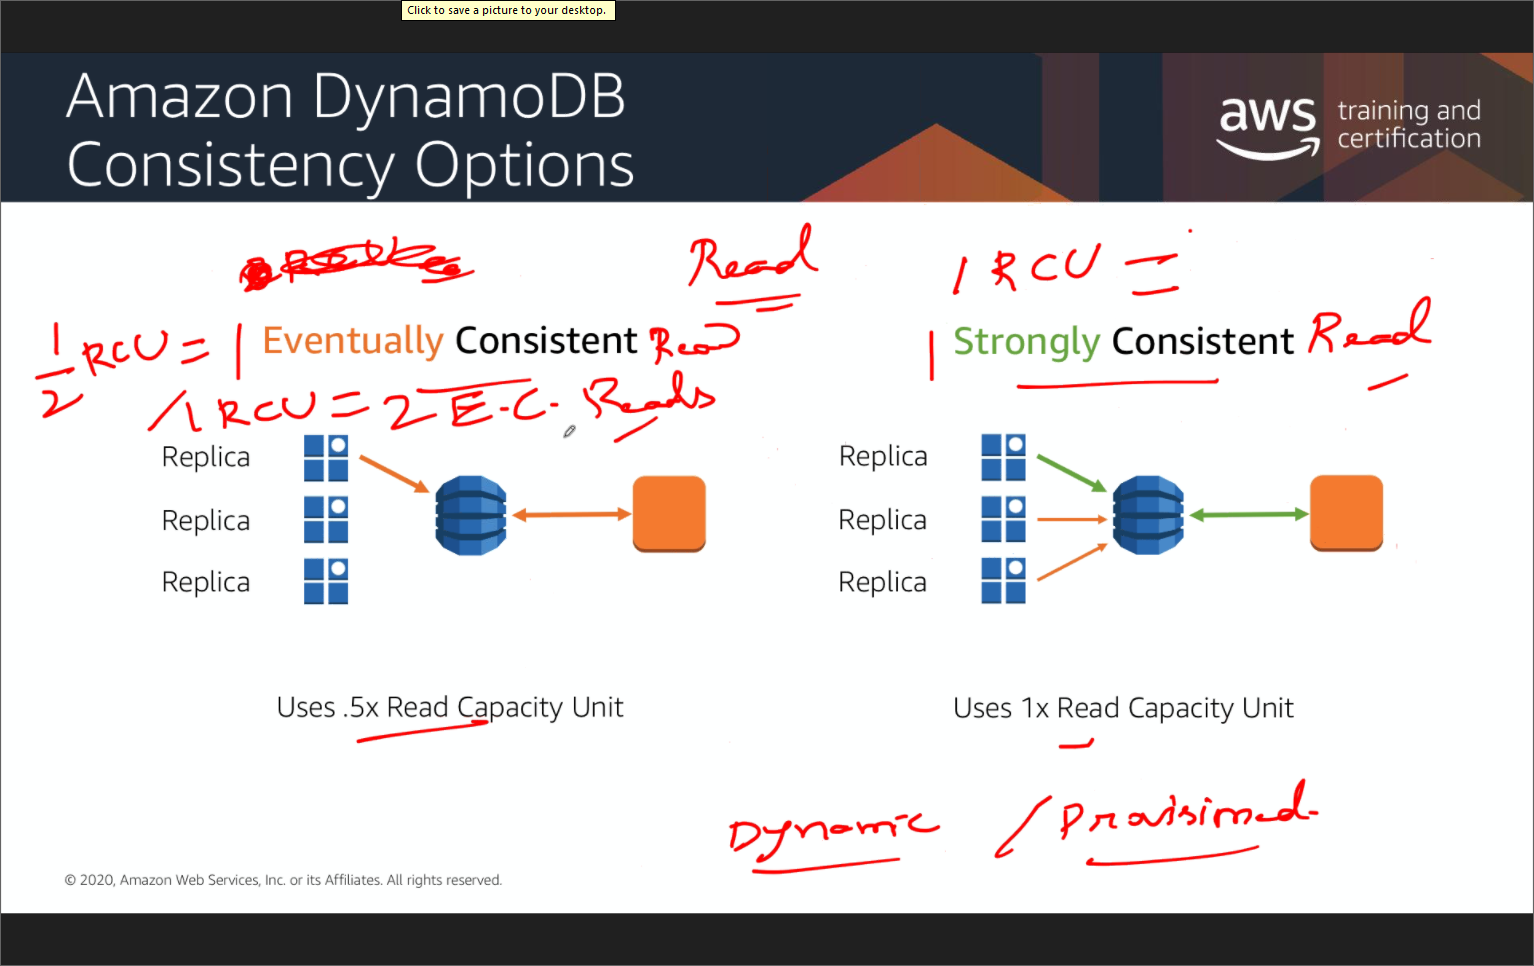 Click to save a picture to your desktop.
Amazon DynamoDB
Consistency Options
aws training and
certification
Read
1 RCU =
1/2 RCU = 1 Eventually Consistent Read
1 Strongly Consistent Read
1 RCU = 2 E.C. Reads
Replica
Replica
Replica
Replica
Replica
Replica
Uses .5x Read Capacity Unit
Uses 1x Read Capacity Unit
Dynamic / Provisioned
© 2020, Amazon Web Services, Inc. or its Affiliates. All rights reserved.